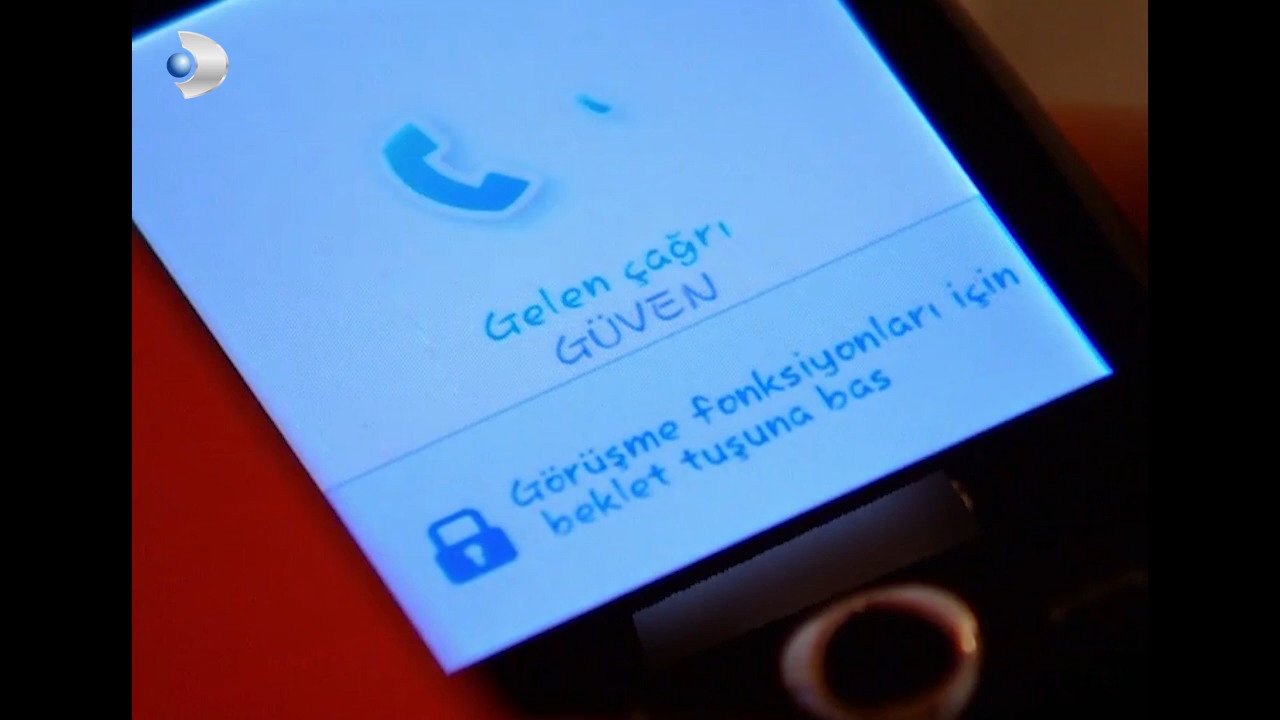 Gelen çağrı
GÜVEN
Görüşme fonksiyonları için
beklet tuşuna bas